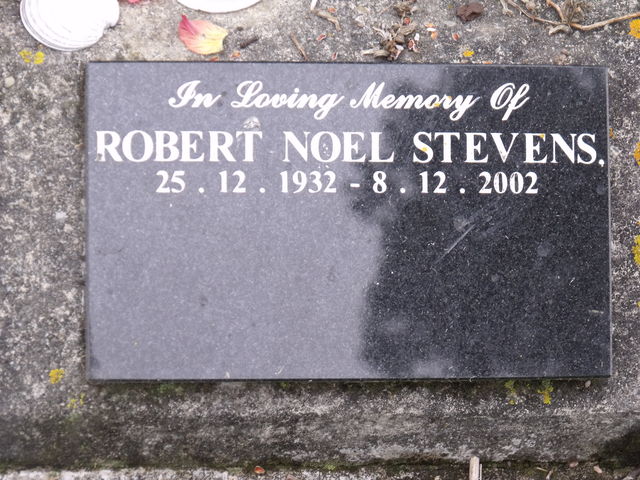 In Loving Memory Of
ROBERT NOEL STEVENS.
25 . 12 . 1932 - 8 . 12 . 2002